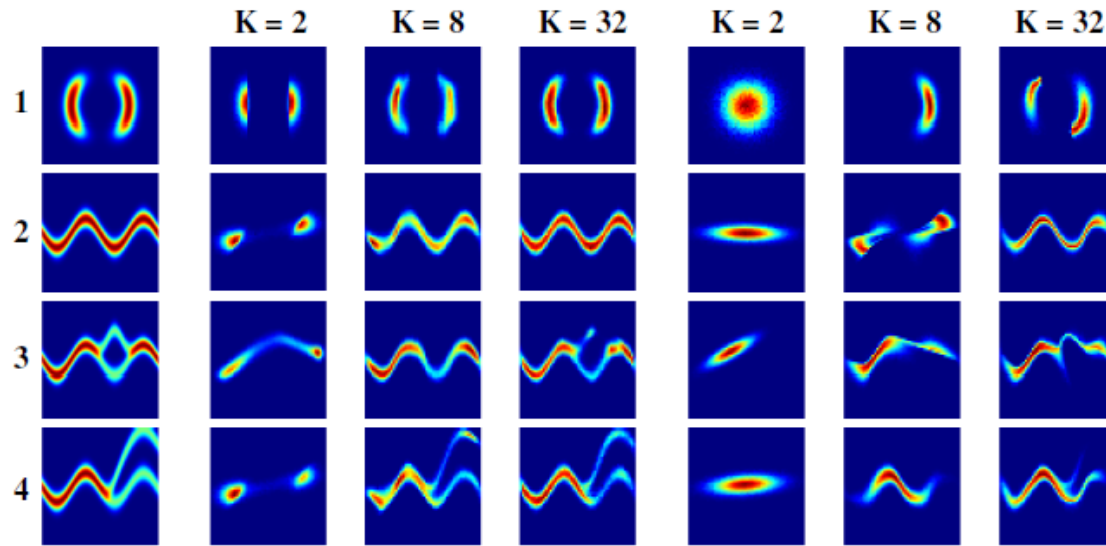 K = 2 K = 8 K = 32 K = 2 K = 8 K = 32
1
2
3
4